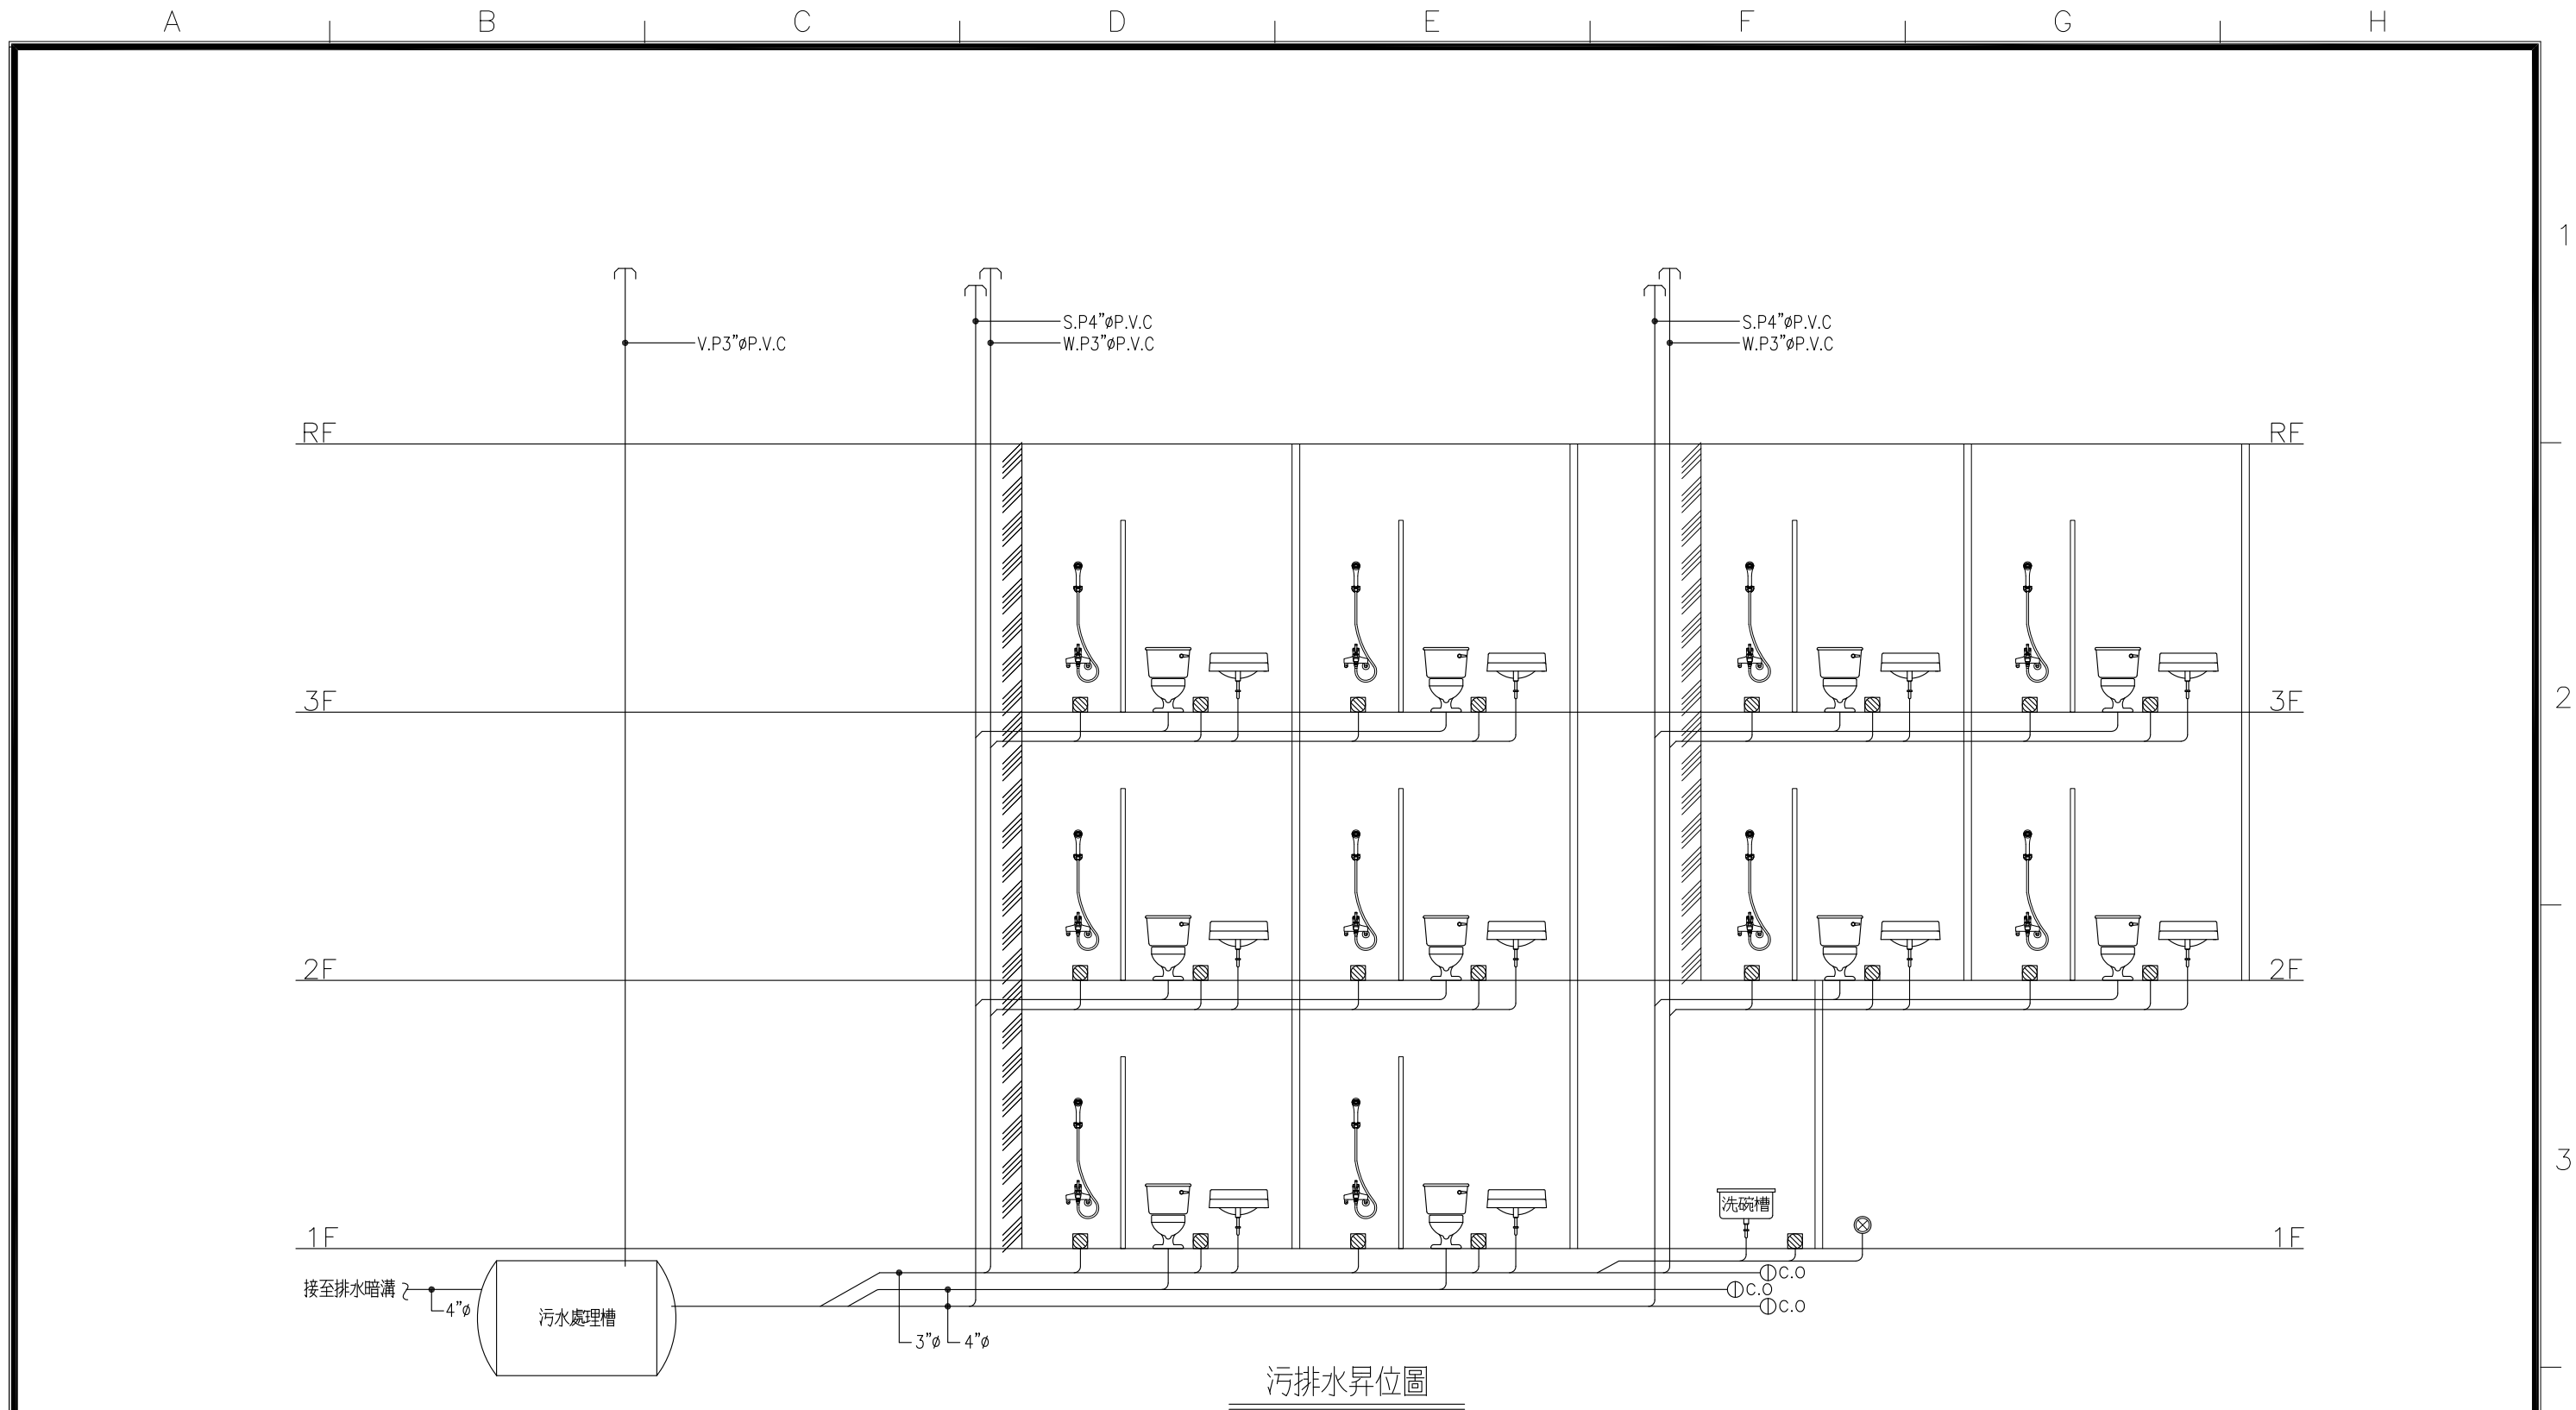 A B C D E F G H
1
S.P4"øP.V.C S.P4"øP.V.C
V.P3"øP.V.C W.P3"øP.V.C W.P3"øP.V.C
RF RF
2
3F 3F
2F 2F
3
洗碗槽
1F 1F
C.O
接至排水暗溝 C.O
4"ø 污水處理槽 C.O
3"ø 4"ø
污排水昇位圖